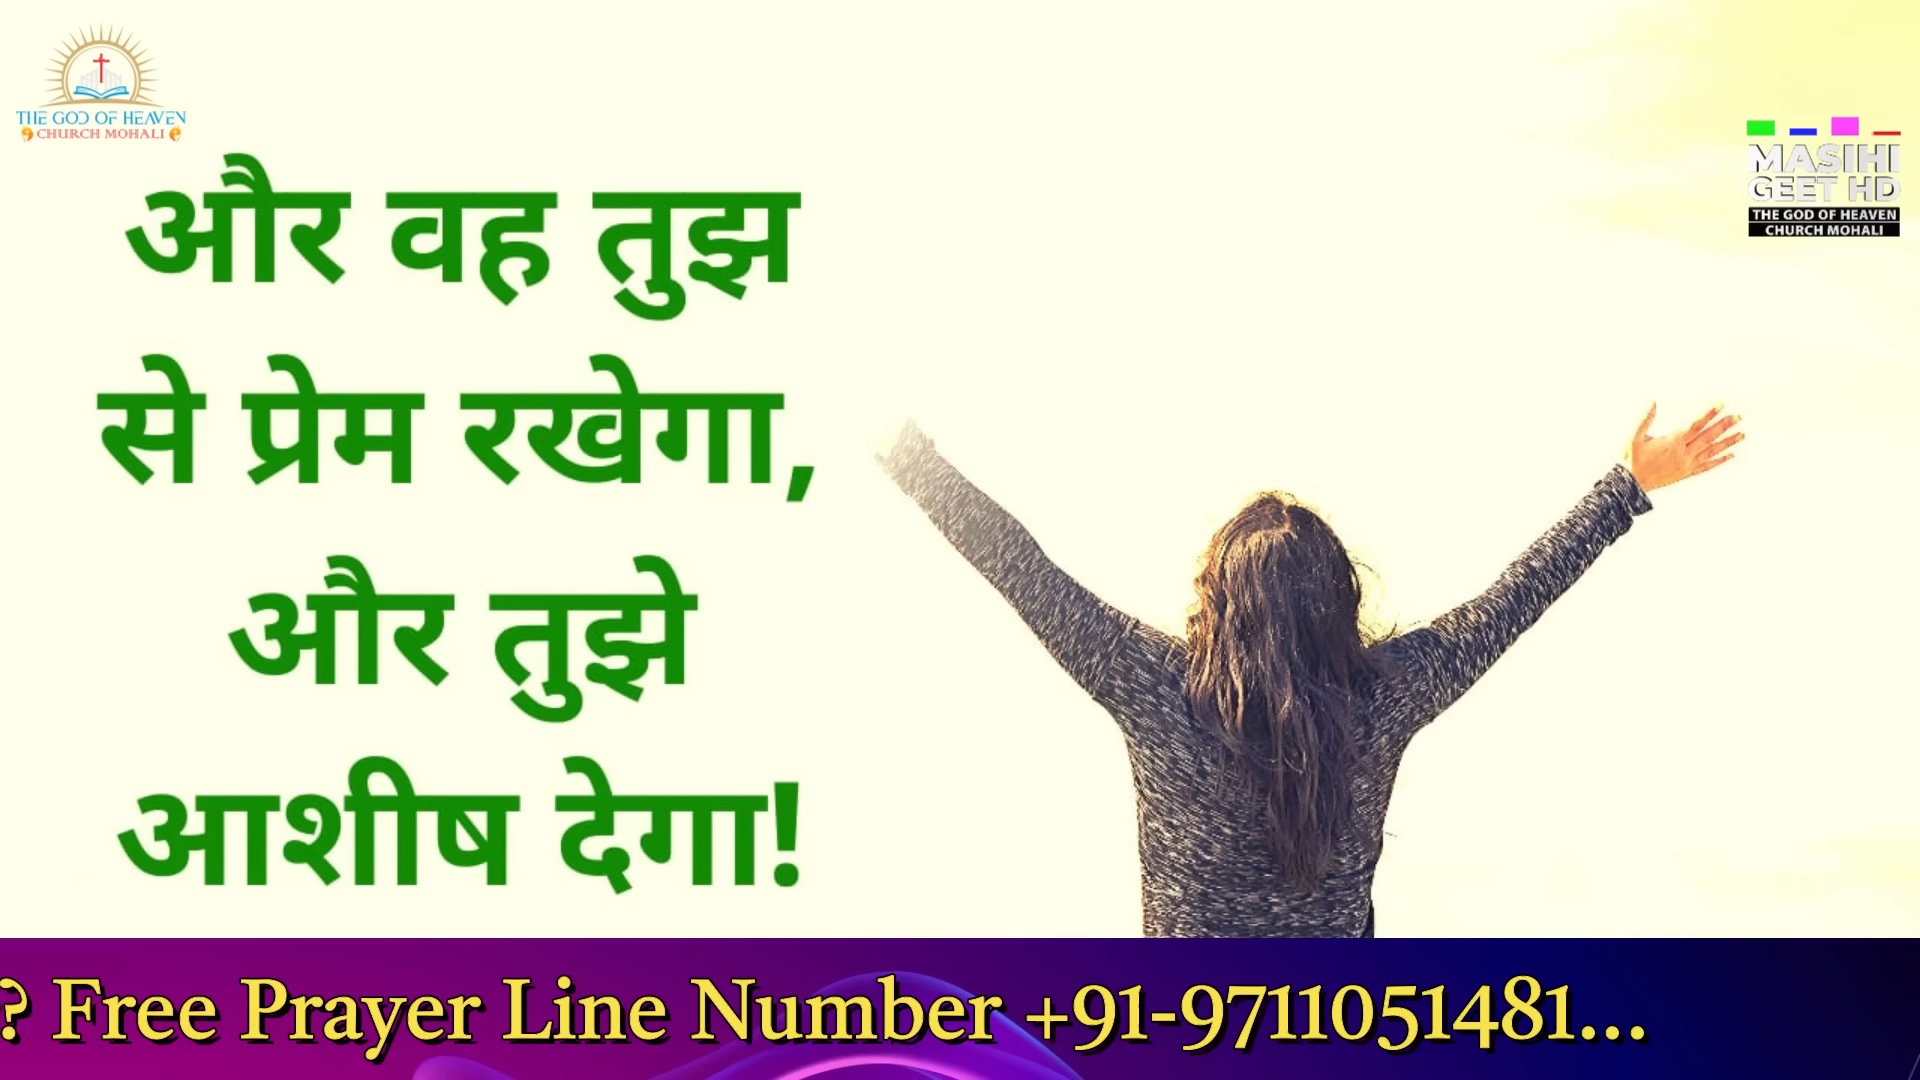 THE GOD OF HEAVEN
CHURCH MOHALI
MASIHI
GEET HD
THE GOD OF HEAVEN
CHURCH MOHALI
और वह तुझ
से प्रेम रखेगा,
और तुझे
आशीष देगा!
? Free Prayer Line Number +91-9711051481...